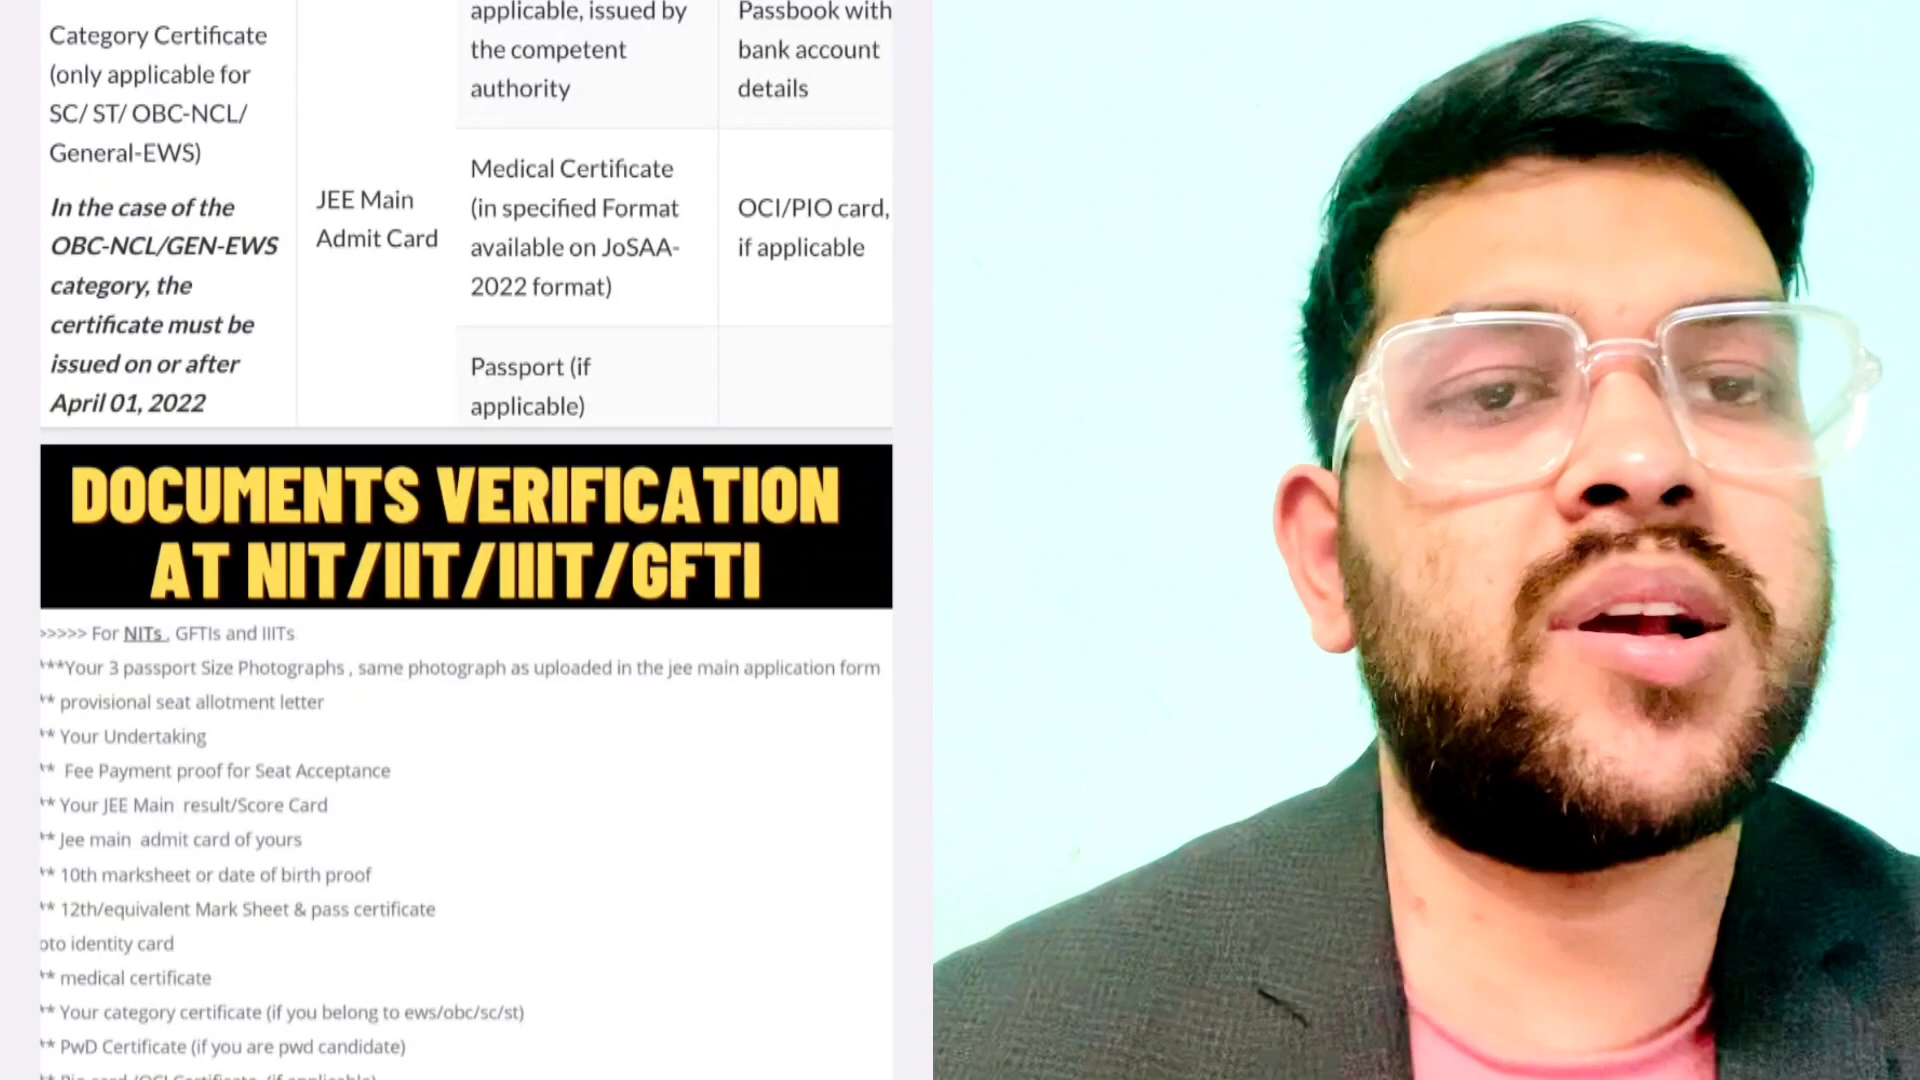 Category Certificate
(only applicable for
SC/ ST/ OBC-NCL/
General-EWS)
In the case of the
OBC-NCL/GEN-EWS
category, the
certificate must be
issued on or after
April 01, 2022
JEE Main
Admit Card
applicable, issued by
the competent
authority
Medical Certificate
(in specified Format
available on JoSAA-
2022 format)
Passport (if
applicable)
Passbook with
bank account
details
OCI/PIO card,
if applicable
DOCUMENTS VERIFICATION
AT NIT/IIT/IIIT/GFTI
>>>>> For NITs , GFTIs and IIITs
***Your 3 passport Size Photographs , same photograph as uploaded in the jee main application form
** provisional seat allotment letter
** Your Undertaking
** Fee Payment proof for Seat Acceptance
** Your JEE Main result/Score Card
** Jee main admit card of yours
** 10th marksheet or date of birth proof
** 12th/equivalent Mark Sheet & pass certificate
oto identity card
** medical certificate
** Your category certificate (if you belong to ews/obc/sc/st)
** PwD Certificate (if you are pwd candidate)